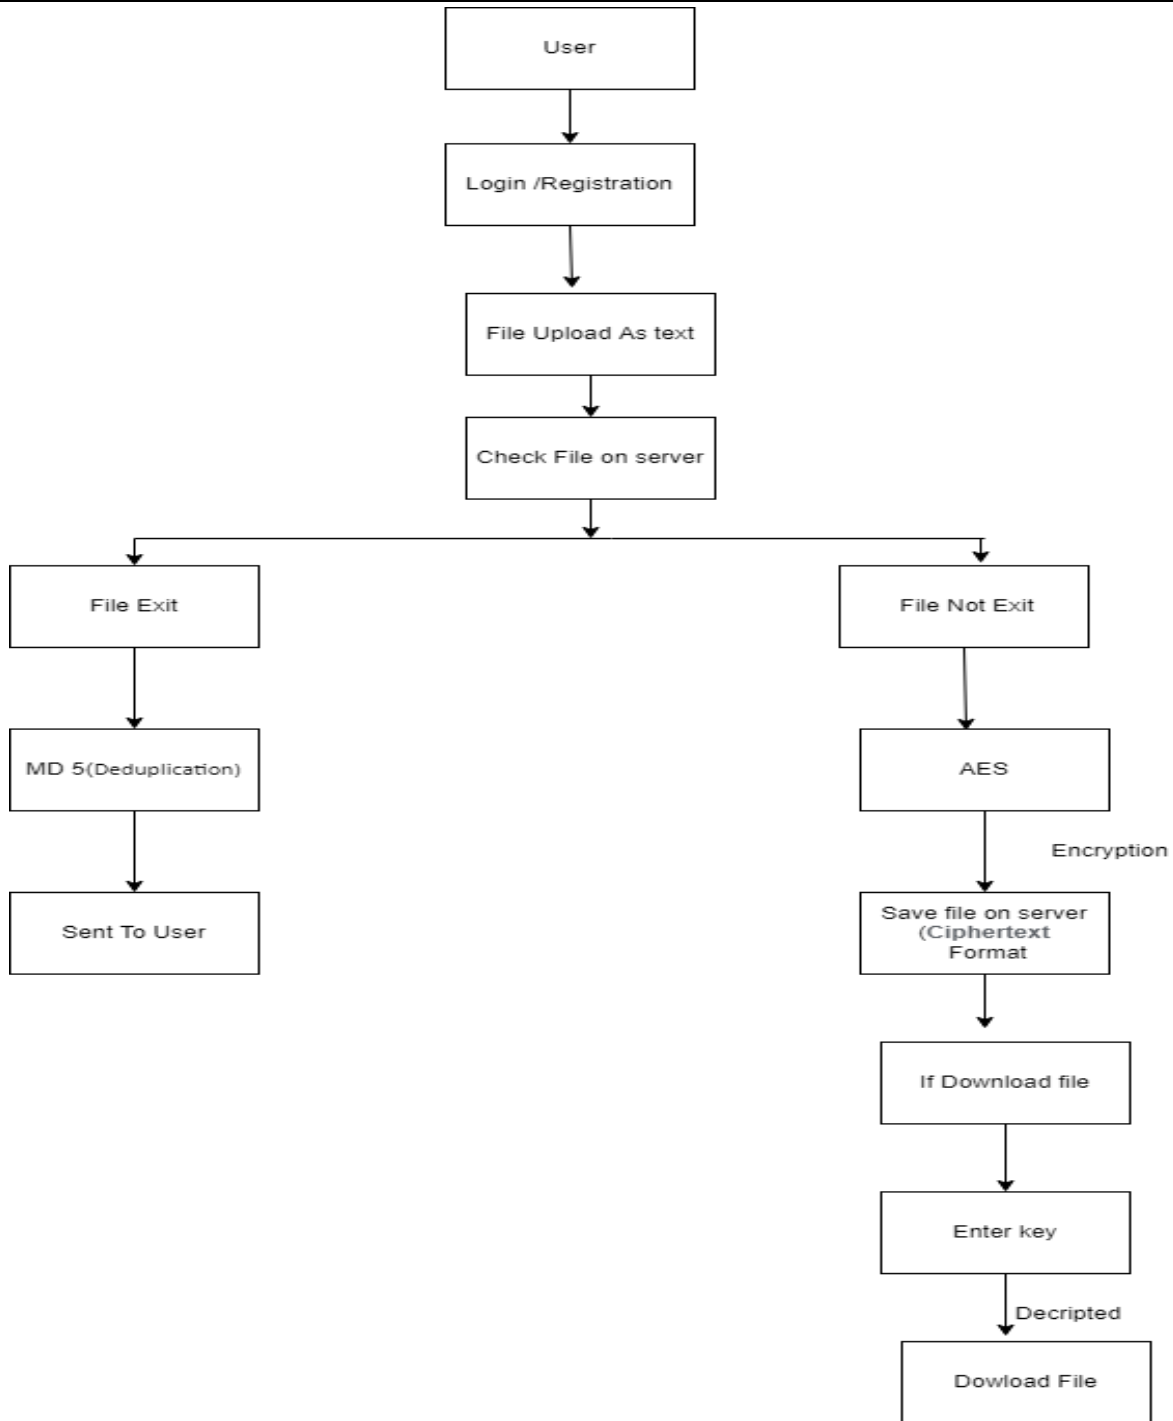 User
Login /Registration
File Upload As text
Check File on server
File Exit
File Not Exit
MD 5(Deduplication)
AES
Encryption
Sent To User
Save file on server
(Ciphertext
Format
If Download file
Enter key
Decripted
Dowload File